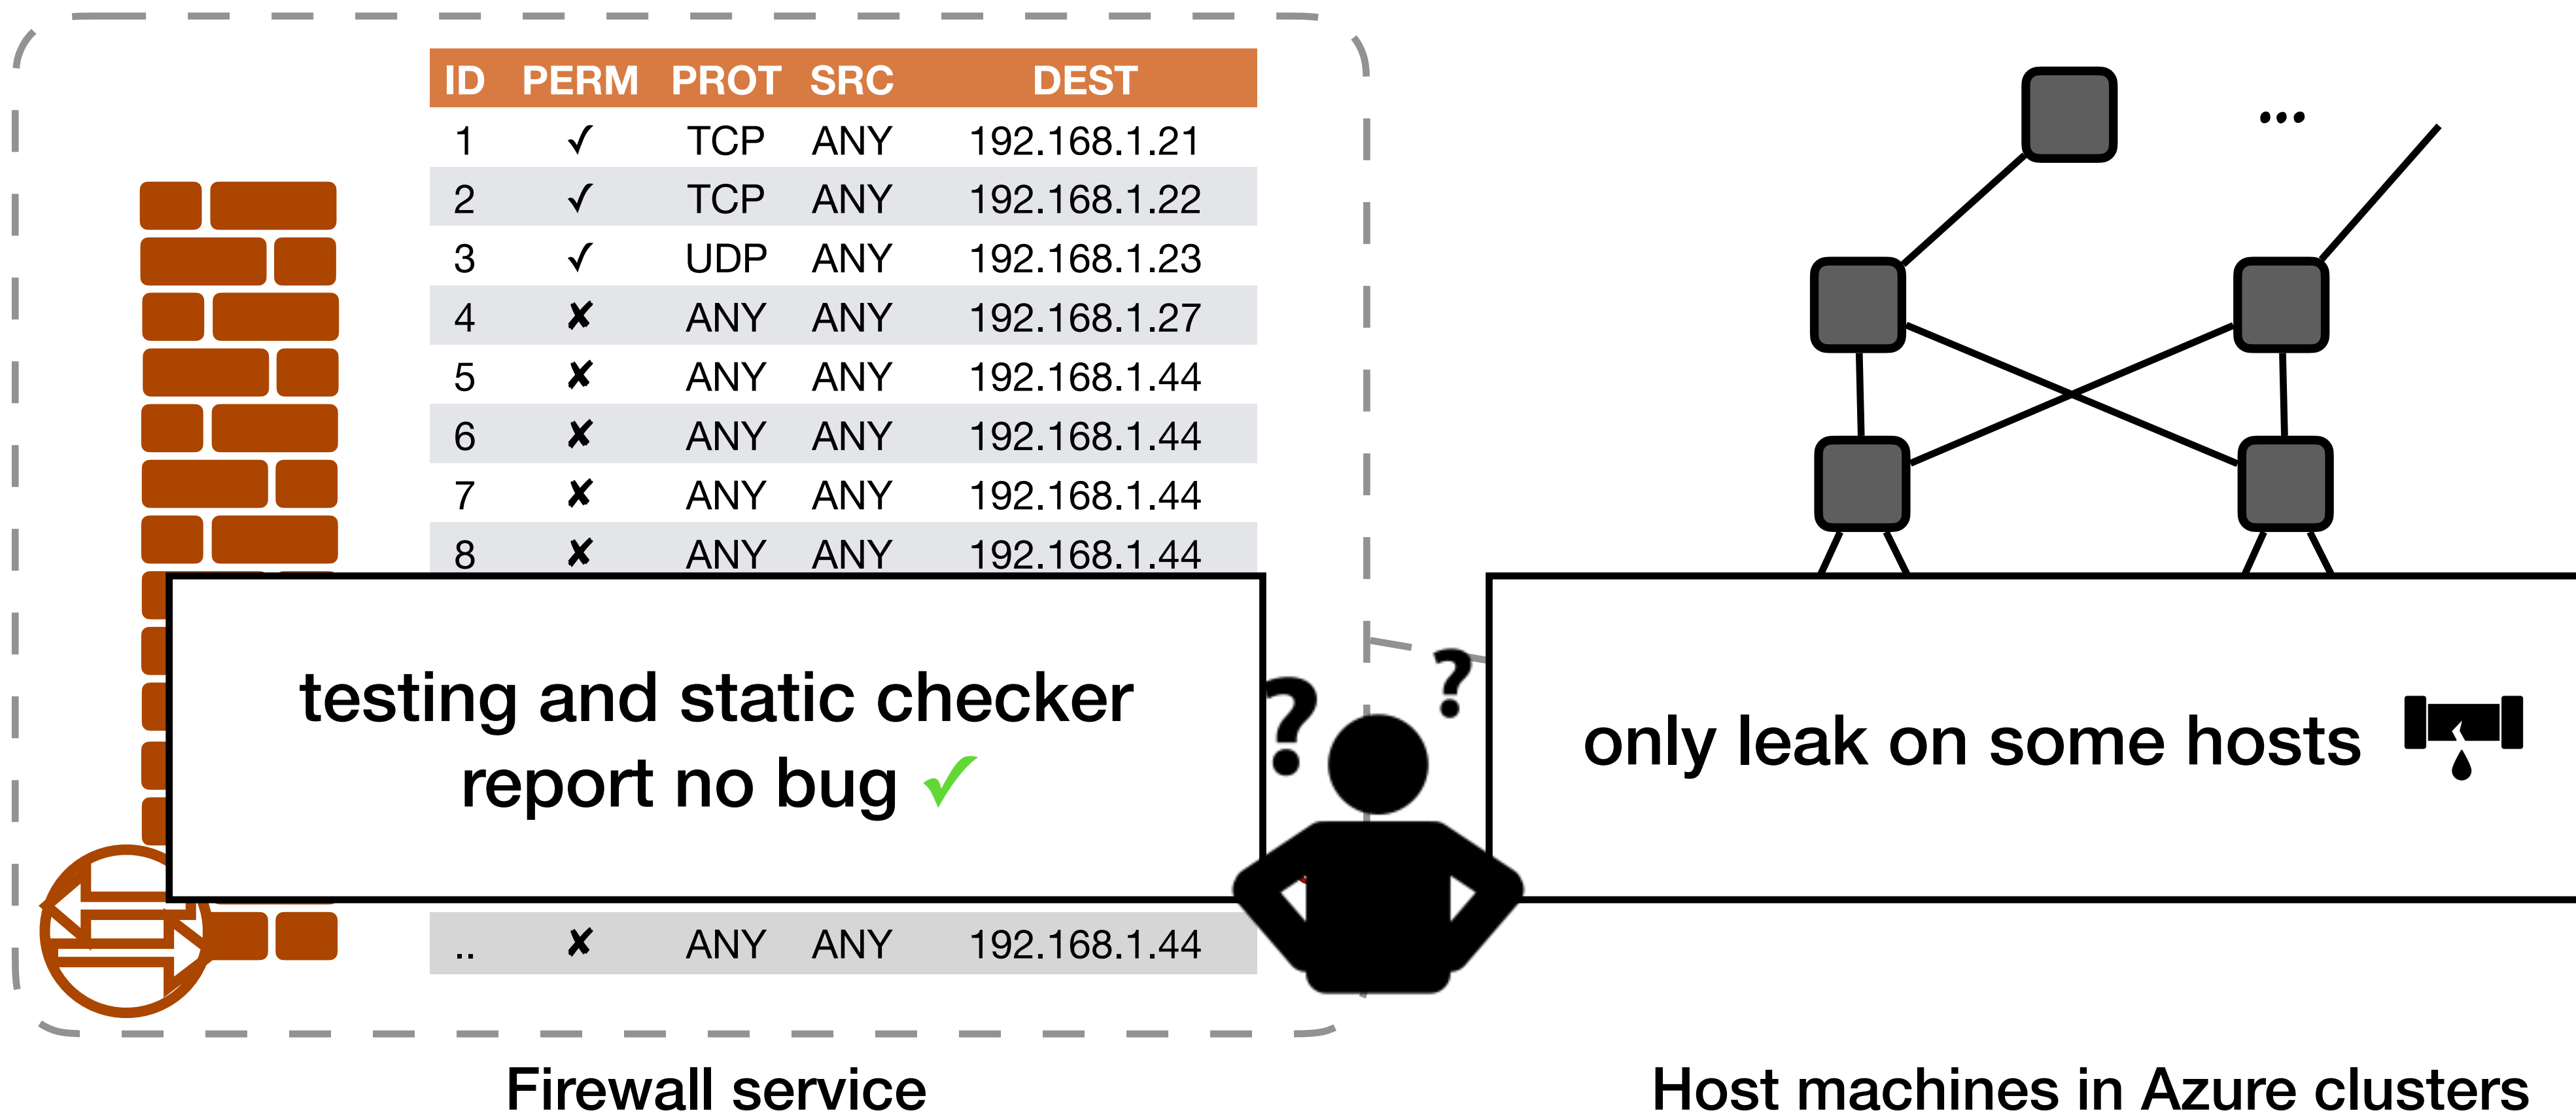 ID PERM PROT SRC DEST
1 ✓ TCP ANY 192.168.1.21
2 ✓ TCP ANY 192.168.1.22
3 ✓ UDP ANY 192.168.1.23
4 ✘ ANY ANY 192.168.1.27
5 ✘ ANY ANY 192.168.1.44
6 ✘ ANY ANY 192.168.1.44
7 ✘ ANY ANY 192.168.1.44
8 ✘ ANY ANY 192.168.1.44
testing and static checker
report no bug ✓
.. ✘ ANY ANY 192.168.1.44
Firewall service
? ?
...
only leak on some hosts
Host machines in Azure clusters